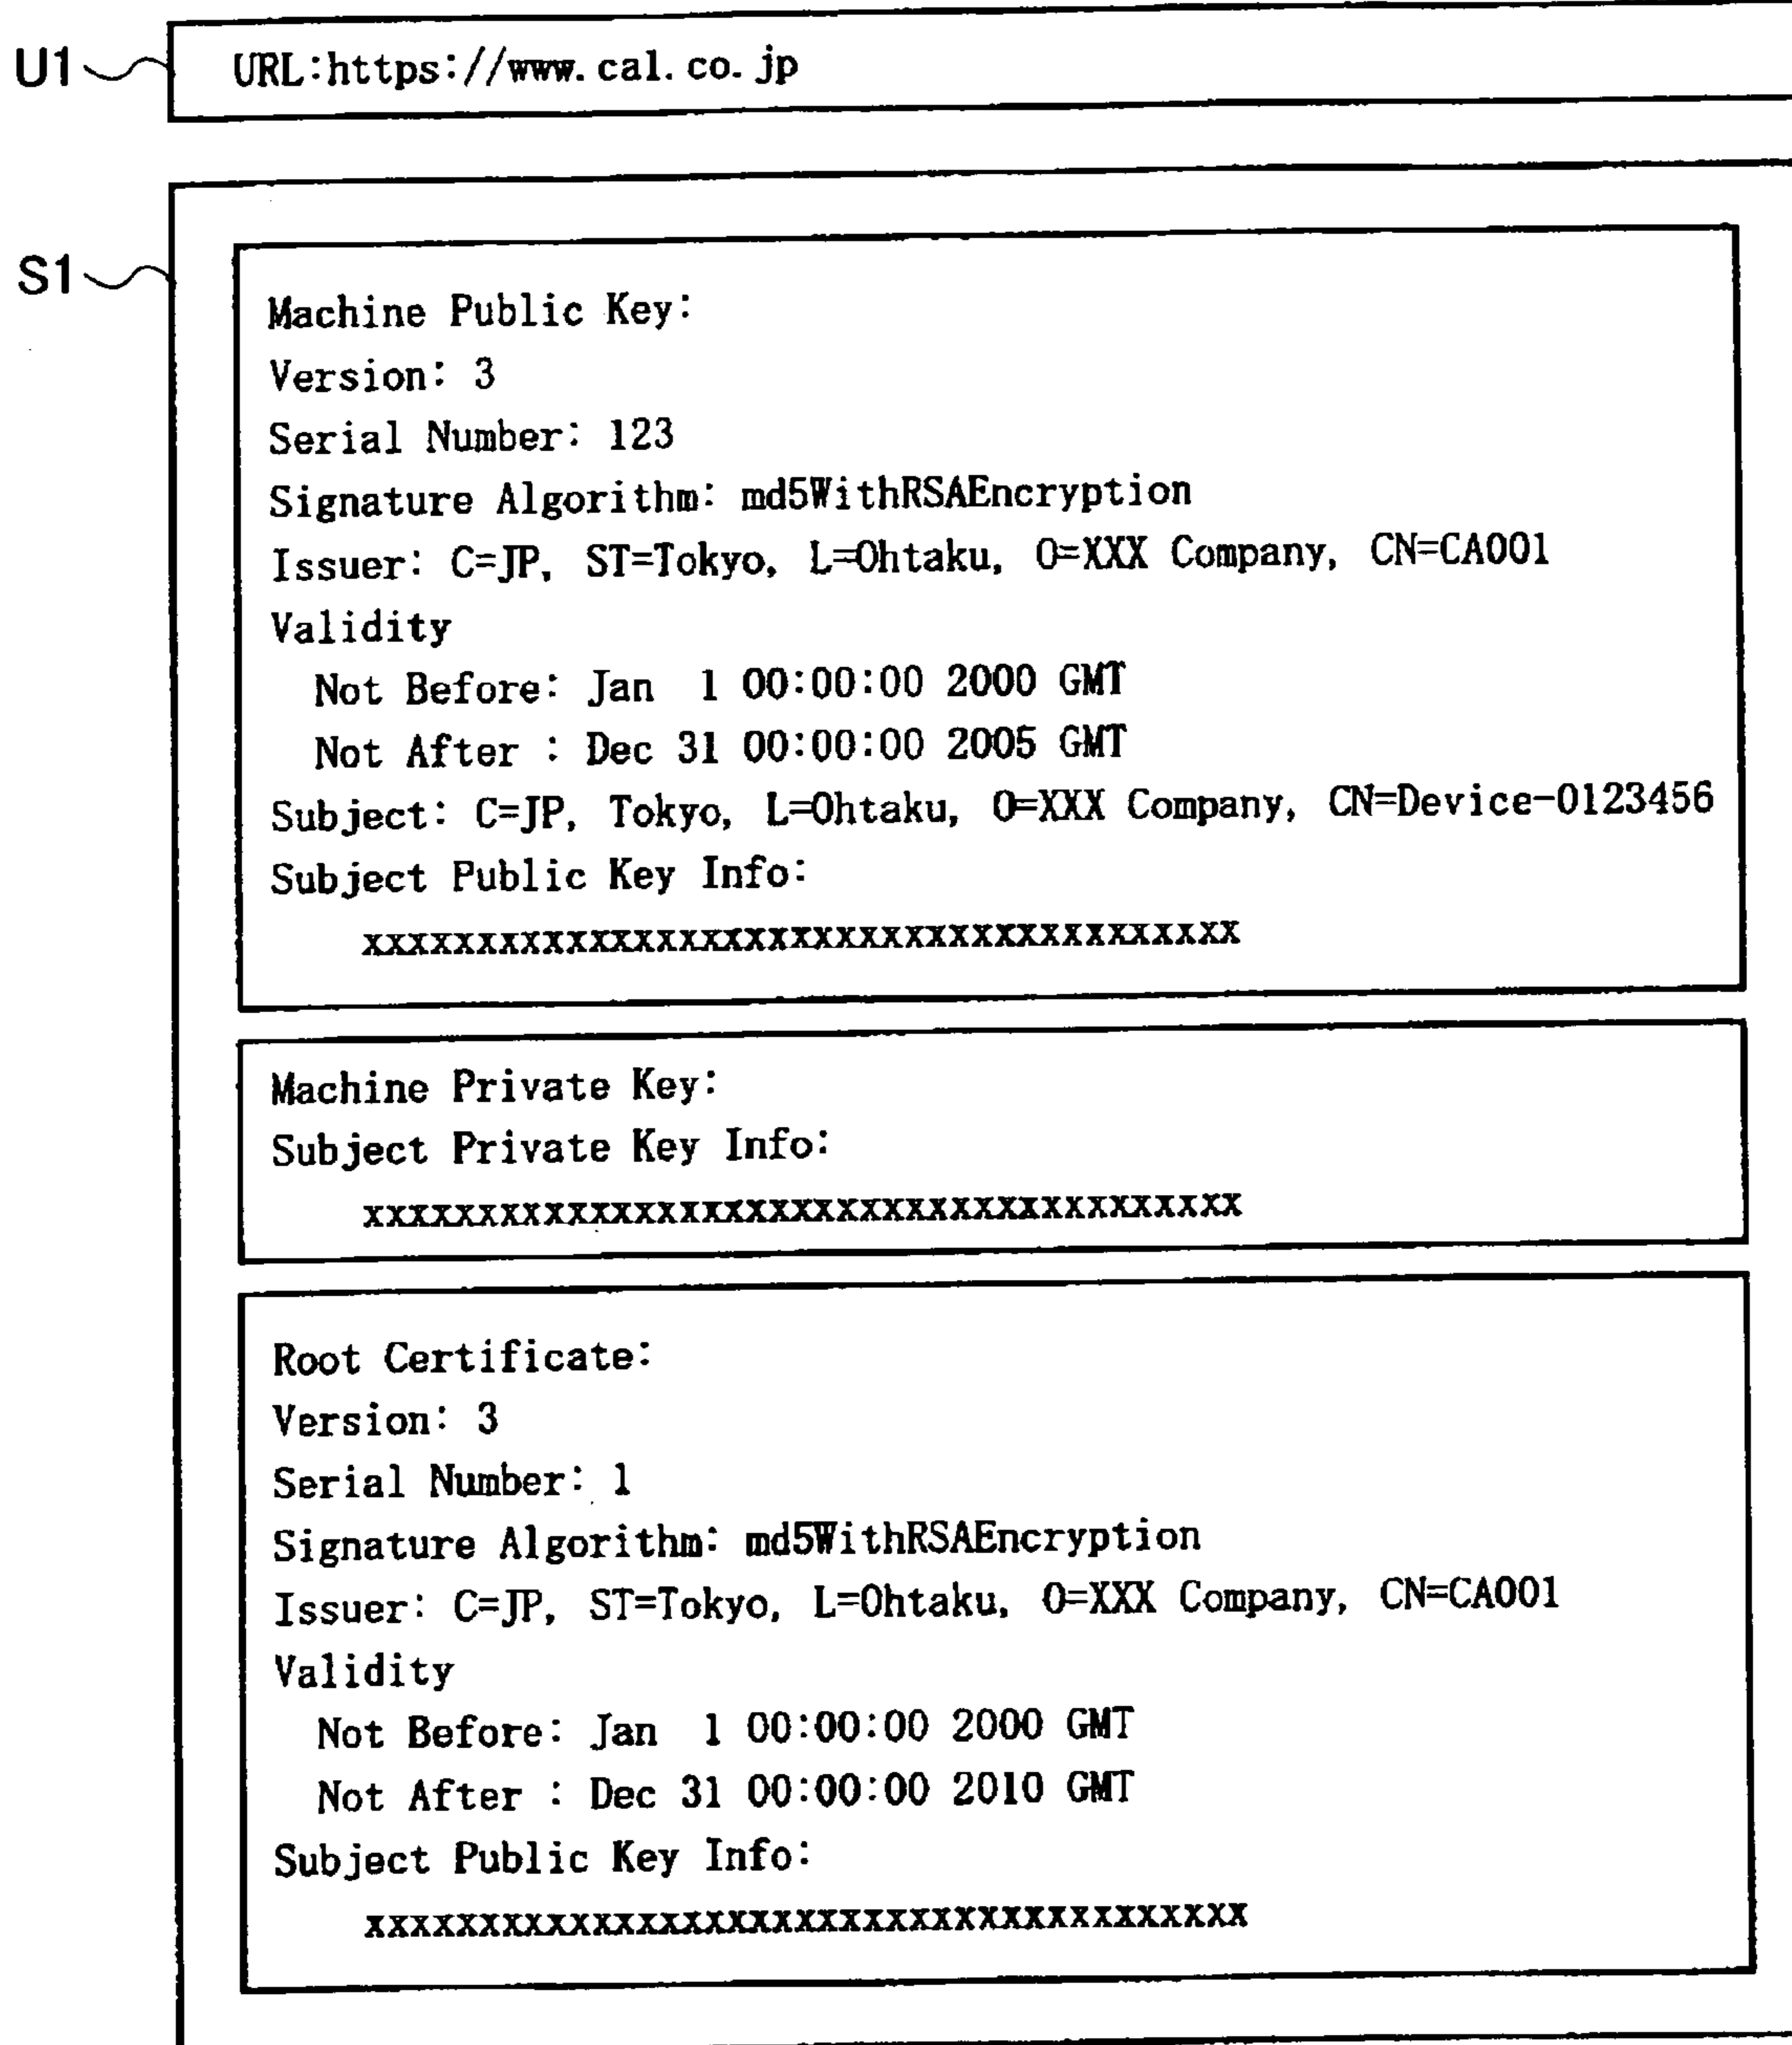 U1
URL:https://www.cal.co.jp
S1
Machine Public Key:
Version: 3
Serial Number: 123
Signature Algorithm: md5WithRSAEncryption
Issuer: C=JP, ST=Tokyo, L=Ohtaku, O=XXX Company, CN=CA001
Validity
Not Before: Jan 1 00:00:00 2000 GMT
Not After : Dec 31 00:00:00 2005 GMT
Subject: C=JP, Tokyo, L=Ohtaku, O=XXX Company, CN=Device-0123456
Subject Public Key Info:
xxxxxxxxxxxxxxxxxxxxxxxxxxxxxxxxxxxxxxx
Machine Private Key:
Subject Private Key Info:
xxxxxxxxxxxxxxxxxxxxxxxxxxxxxxxxxxxxxxx
Root Certificate:
Version: 3
Serial Number: 1
Signature Algorithm: md5WithRSAEncryption
Issuer: C=JP, ST=Tokyo, L=Ohtaku, O=XXX Company, CN=CA001
Validity
Not Before: Jan 1 00:00:00 2000 GMT
Not After : Dec 31 00:00:00 2010 GMT
Subject Public Key Info:
xxxxxxxxxxxxxxxxxxxxxxxxxxxxxxxxxxxxxxx